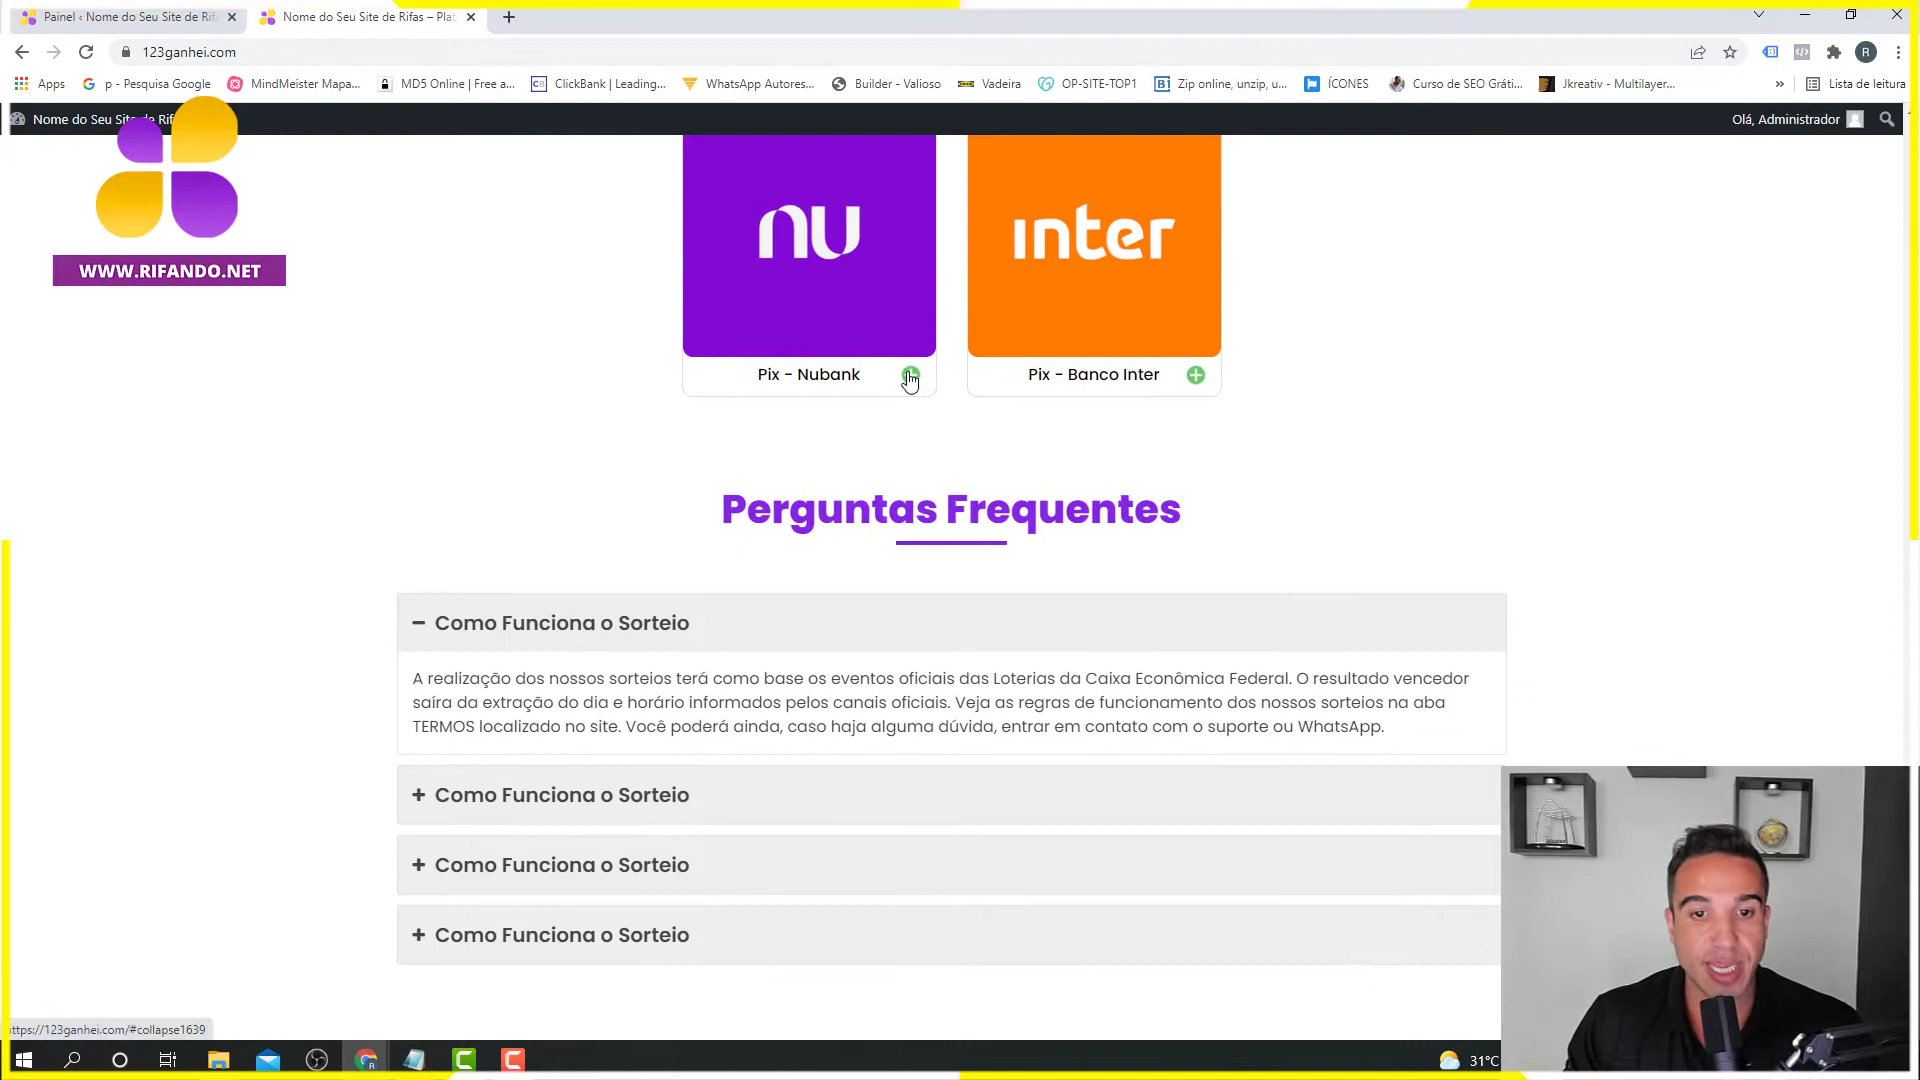 Painel ‹ Nome do Seu Site de Rif
Nome do Seu Site de Rifas – Plat
123ganhei.com
R
Apps
p - Pesquisa Google
MindMeister Mapa...
MD5 Online | Free a...
ClickBank | Leading...
WhatsApp Autores...
Builder - Valioso
Vadeira
OP-SITE-TOP1
Zip online, unzip, u...
ÍCONES
Curso de SEO Gráti...
Jkreativ - Multilayer...
»
Lista de leitura
Nome do Seu Site de Rif
Olá, Administrador
WWW.RIFANDO.NET
nu
inter
Pix - Nubank
Pix - Banco Inter
Perguntas Frequentes
Como Funciona o Sorteio
A realização dos nossos sorteios terá como base os eventos oficiais das Loterias da Caixa Econômica Federal. O resultado vencedor
saíra da extração do dia e horário informados pelos canais oficiais. Veja as regras de funcionamento dos nossos sorteios na aba
TERMOS localizado no site. Você poderá ainda, caso haja alguma dúvida, entrar em contato com o suporte ou WhatsApp.
Como Funciona o Sorteio
Como Funciona o Sorteio
Como Funciona o Sorteio
https://123ganhei.com/#collapse1639
31°C